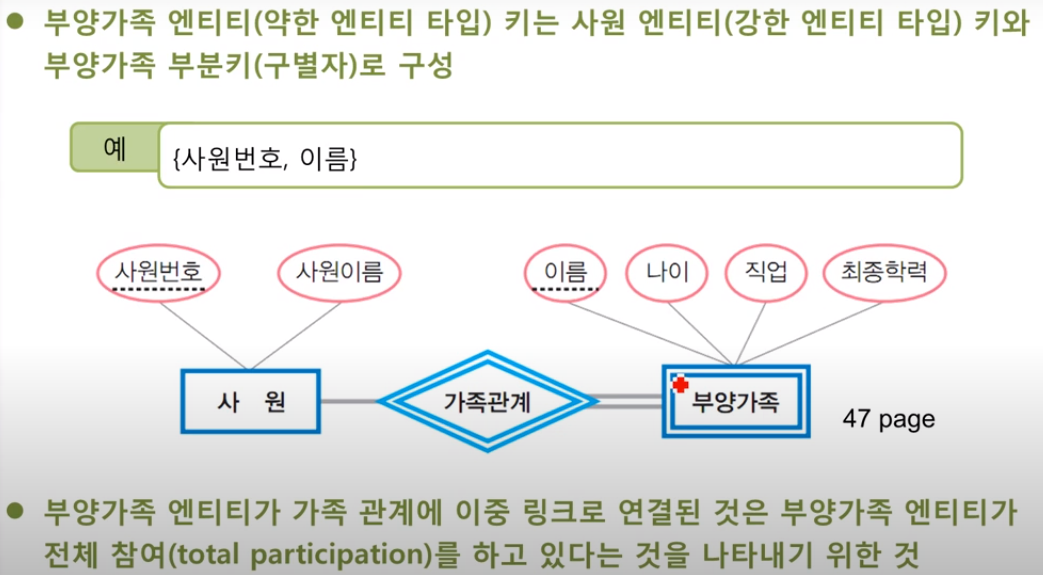 부양가족 엔티티(약한 엔티티 타입) 키는 사원 엔티티(강한 엔티티 타입) 키와
부양가족 부분키(구별자)로 구성
예
{사원번호, 이름}
사원번호
사원이름
이름
나이
직업
최종학력
사 원
가족관계
부양가족
47 page
부양가족 엔티티가 가족 관계에 이중 링크로 연결된 것은 부양가족 엔티티가
전체 참여(total participation)를 하고 있다는 것을 나타내기 위한 것